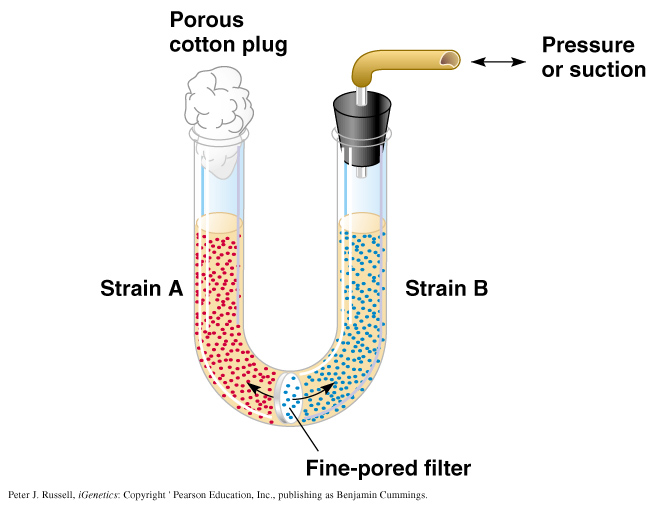 Porous
cotton plug
Pressure
or suction
Strain A
Strain B
Fine-pored filter
Peter J. Russell, iGenetics: Copyright ' Pearson Education, Inc., publishing as Benjamin Cummings.